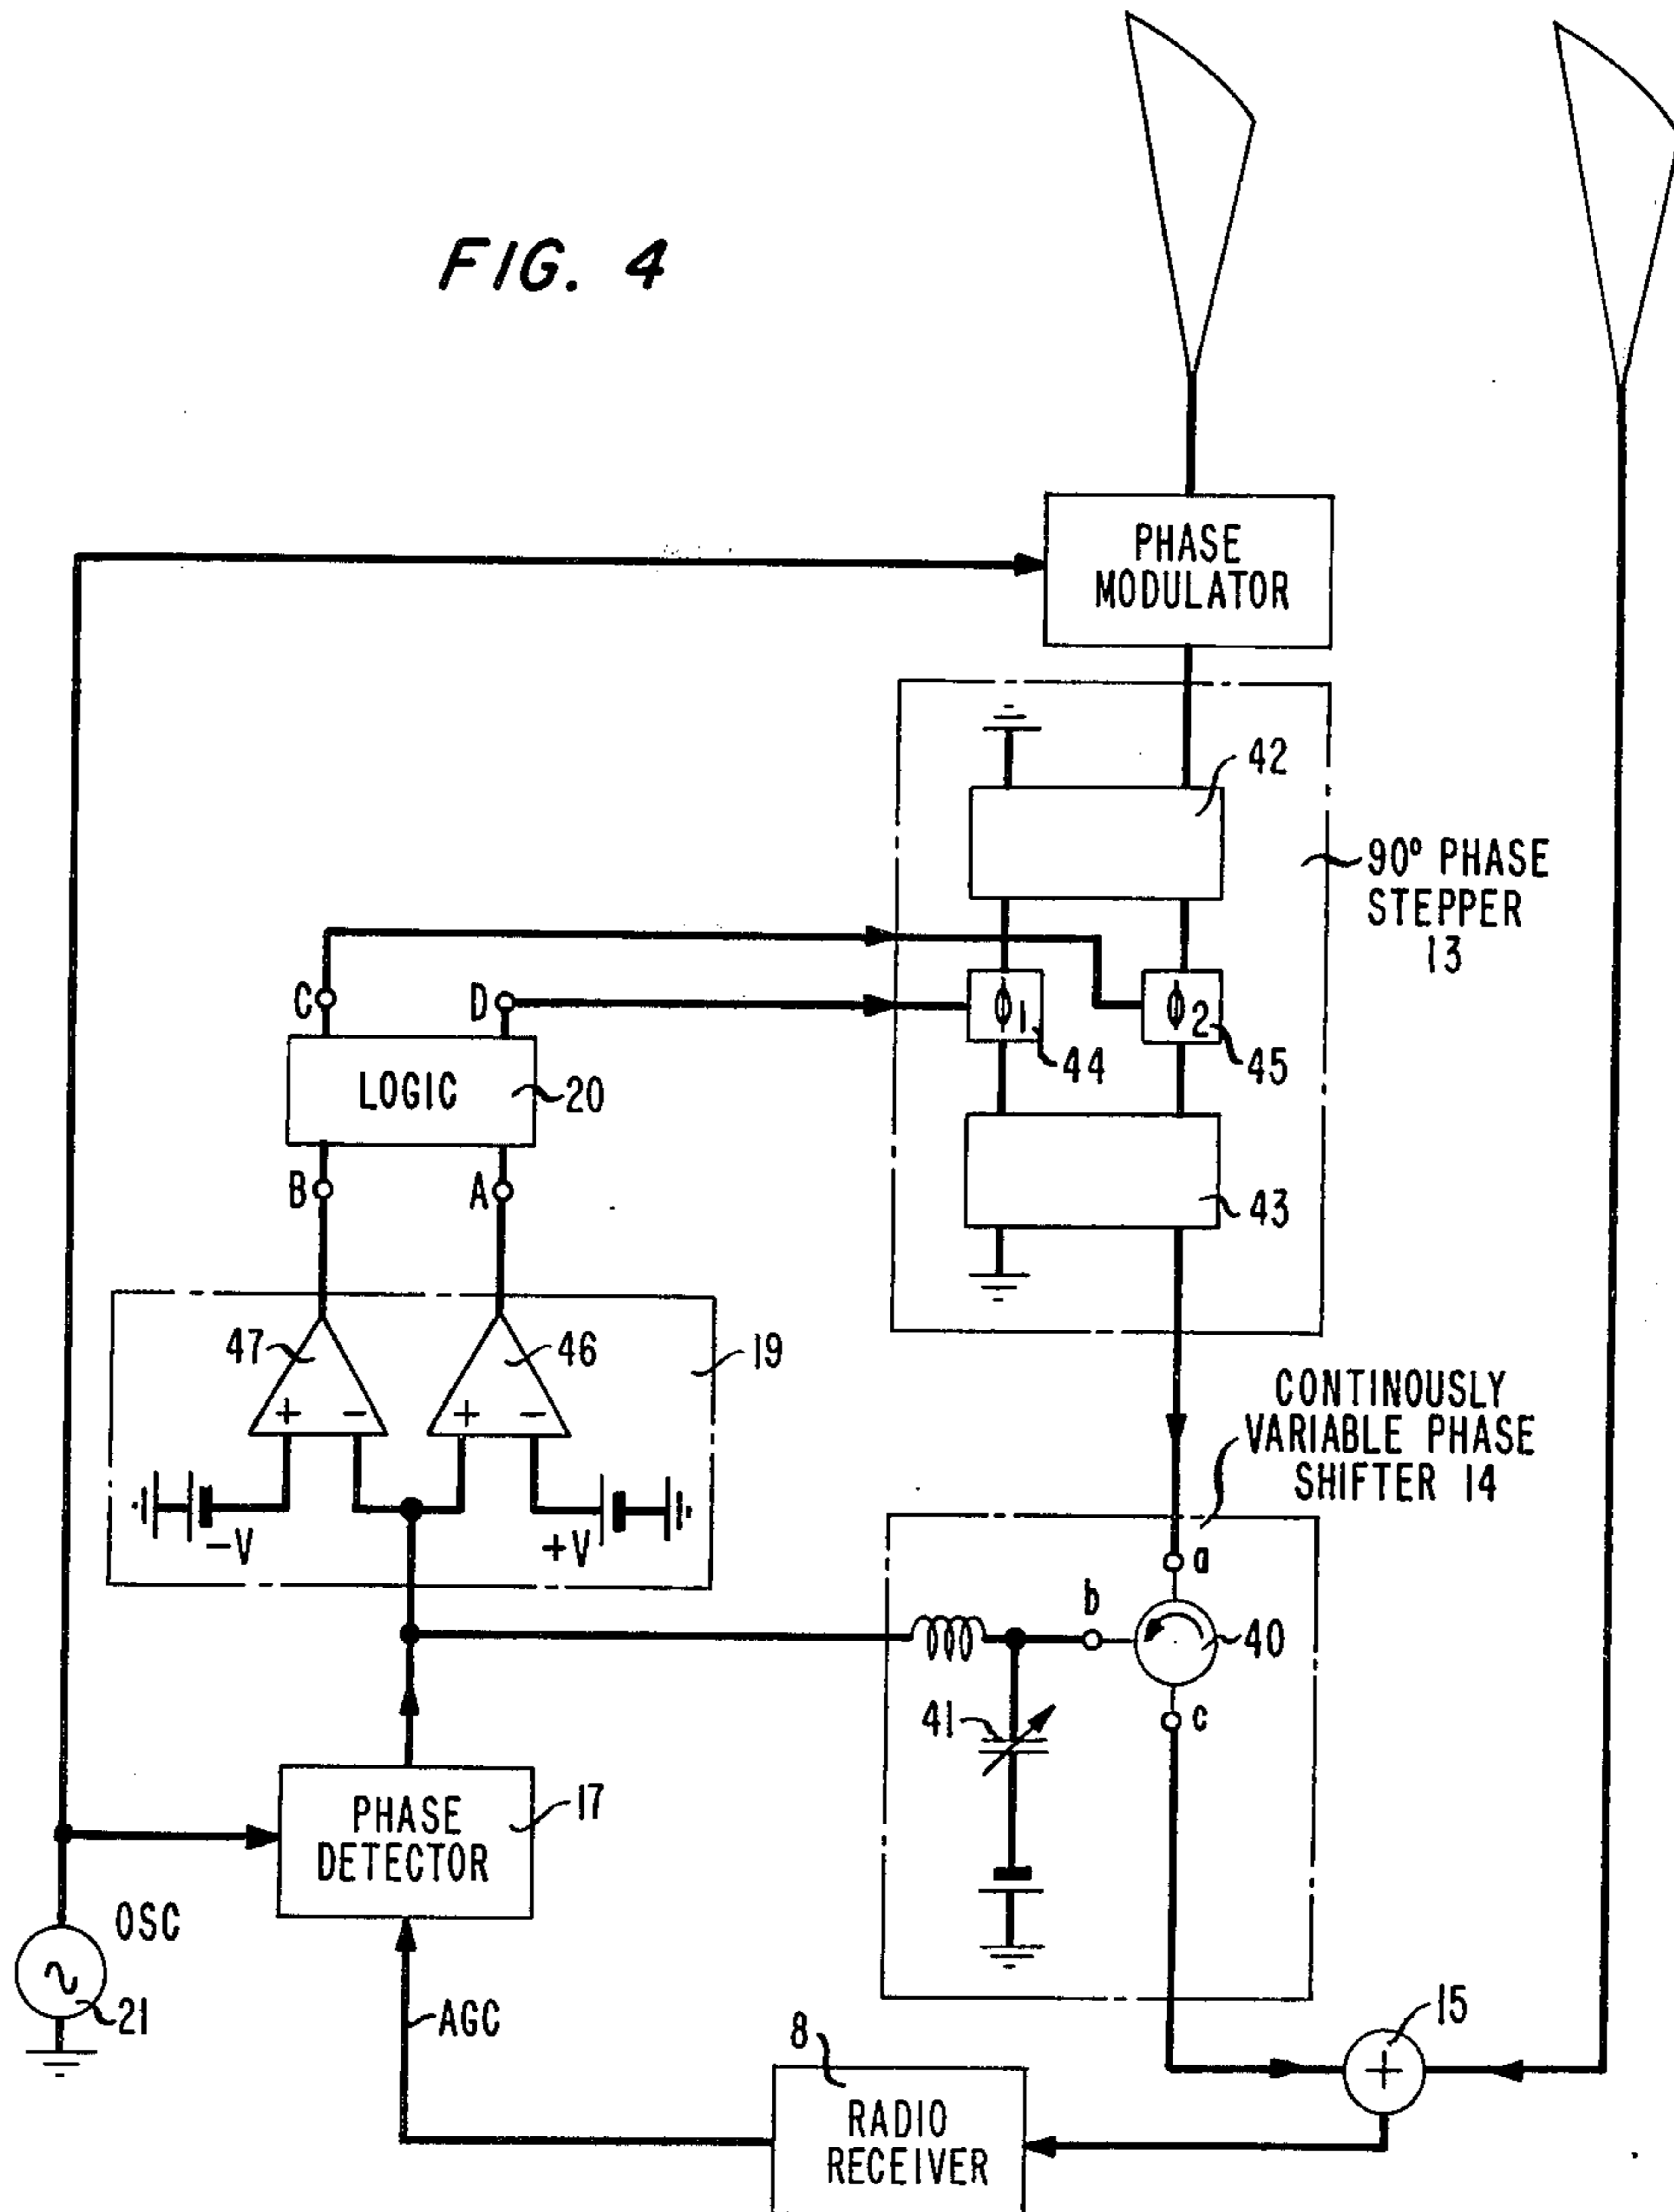 FIG. 4
PHASE
MODULATOR
42
90° PHASE
STEPPER
13
C
D
ϕ1
ϕ2
44
45
LOGIC
20
B
A
43
47
46
19
+
−
+
−
−V
+V
CONTINOUSLY
VARIABLE PHASE
SHIFTER 14
a
b
40
41
c
PHASE
DETECTOR
17
OSC
21
AGC
8
15
+
RADIO
RECEIVER